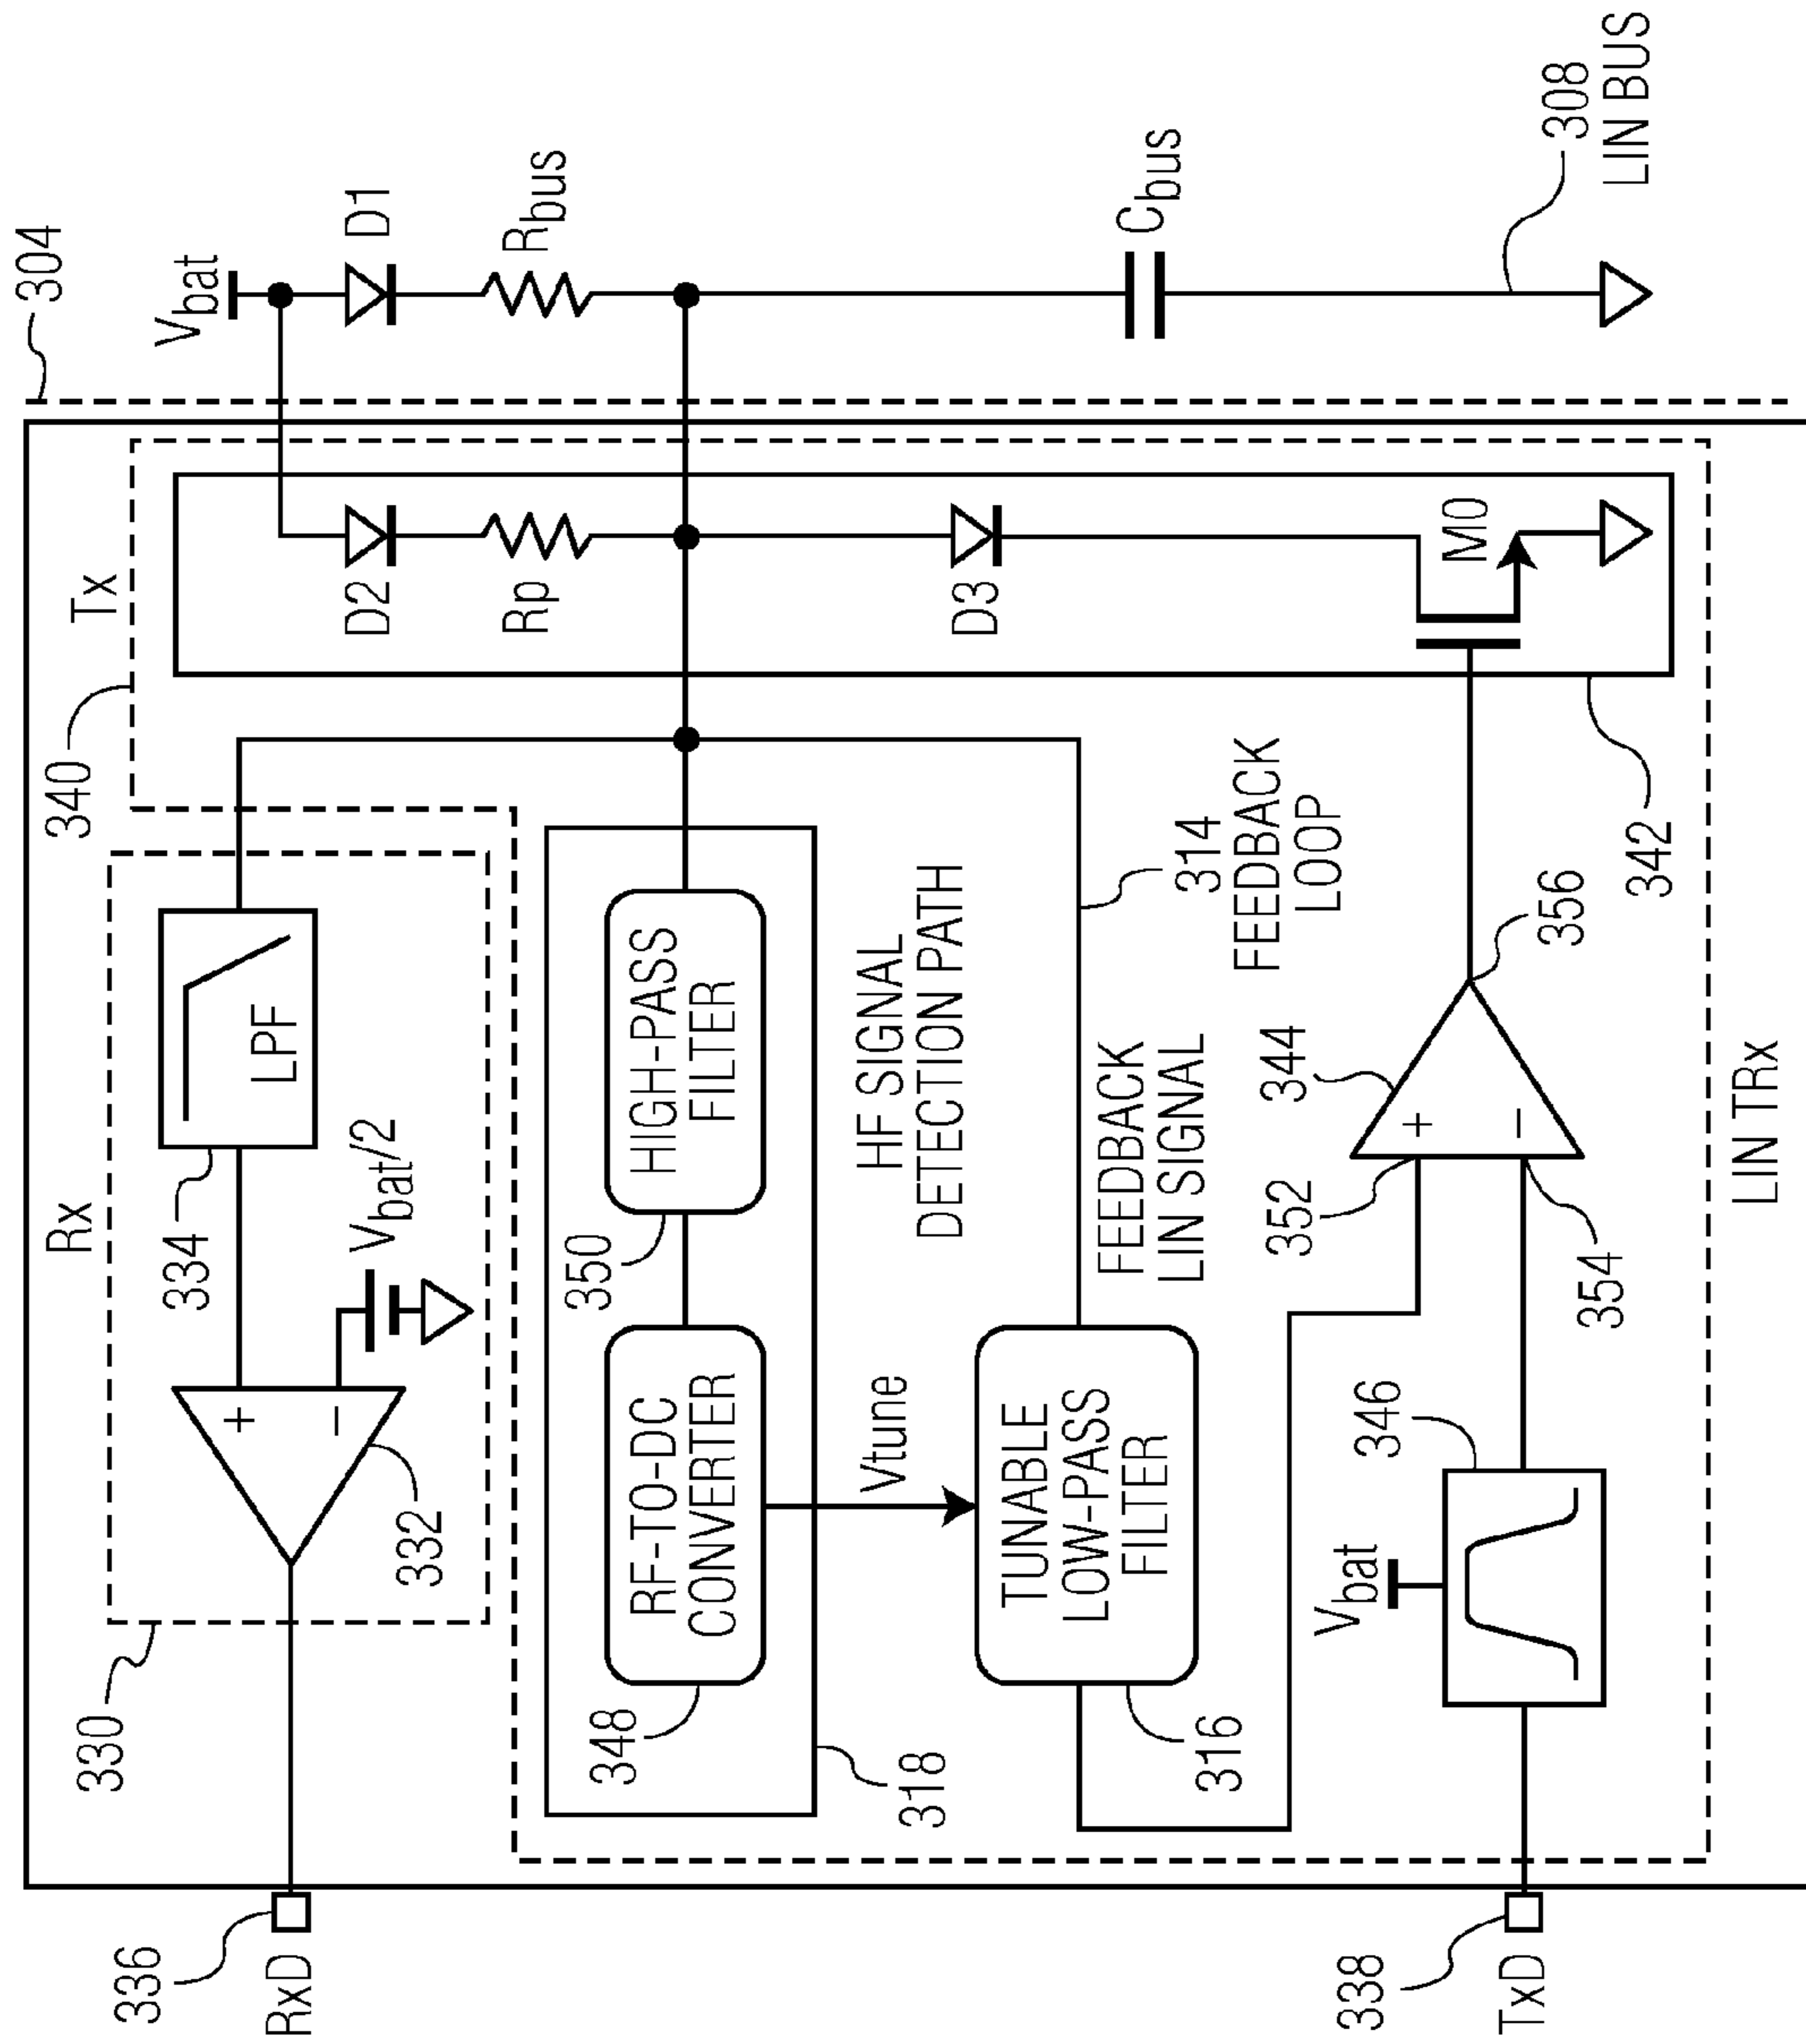 304
340
Tx
Rx
330
334
LPF
Vbat/2
332
336
RxD
Vbat
D1
Rbus
D2
Rp
D3
M0
Cbus
308
LIN BUS
350
HIGH-PASS
FILTER
348
RF-TO-DC
CONVERTER
318
HF SIGNAL
DETECTION PATH
Vtune
TUNABLE
LOW-PASS
FILTER
316
FEEDBACK
LIN SIGNAL
314
FEEDBACK
LOOP
342
344
352
354
356
+
−
+
−
346
Vbat
338
TxD
LIN TRx